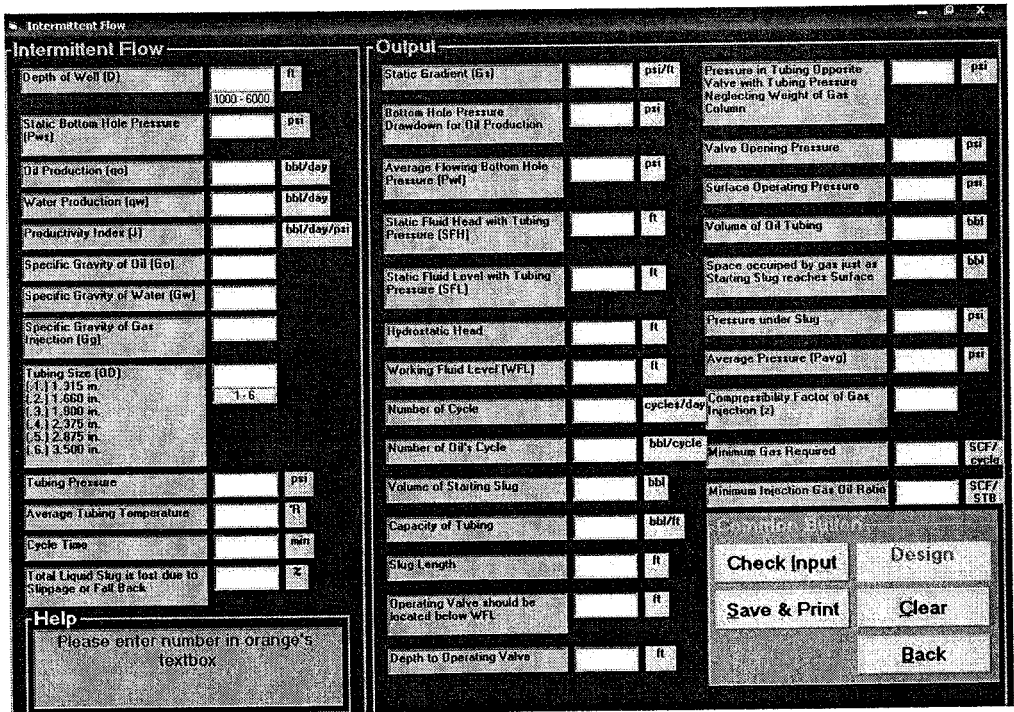 Intermittent Flow
Intermittent Flow
Depth of Well (D)
ft
1000 - 6000
Static Bottom Hole Pressure
(Pws)
psi
Oil Production (qo)
bbl/day
Water Production (qw)
bbl/day
Productivity Index (J)
bbl/day/psi
Specific Gravity of Oil (Go)
Specific Gravity of Water (Gw)
Specific Gravity of Gas
Injection (Gg)
Tubing Size (OD)
(.1.) 1.315 in.
(.2.) 1.660 in.
(.3.) 1.900 in.
(.4.) 2.375 in.
(.5.) 2.875 in.
(.6.) 3.500 in.
1 - 6
Tubing Pressure
psi
Average Tubing Temperature
°R
Cycle Time
min
Total Liquid Slug is lost due to
Slippage or Fall Back
%
Help
Please enter number in orange's
textbox
Output
Static Gradient (Gs)
psi/ft
Bottom Hole Pressure
Drawdown for Oil Production
psi
Average Flowing Bottom Hole
Pressure (Pwf)
psi
Static Fluid Head with Tubing
Pressure (SFH)
ft
Static Fluid Level with Tubing
Pressure (SFL)
ft
Hydrostatic Head
ft
Working Fluid Level (WFL)
ft
Number of Cycle
cycles/day
Number of Oil's Cycle
bbl/cycle
Volume of Starting Slug
bbl
Capacity of Tubing
bbl/ft
Slug Length
ft
Operating Valve should be
located below WFL
ft
Depth to Operating Valve
ft
Pressure in Tubing Opposite
Valve with Tubing Pressure
Neglecting Weight of Gas
Column
psi
Valve Opening Pressure
psi
Surface Operating Pressure
psi
Volume of Oil Tubing
bbl
Space occuiped by gas just as
Starting Slug reaches Surface
bbl
Pressure under Slug
psi
Average Pressure (Pavg)
psi
Compressibility Factor of Gas
Injection (z)
Minimum Gas Required
SCF/
cycle
Minimum Injection Gas Oil Ratio
SCF/
STB
Common Button
Check Input
Design
Save & Print
Clear
Back